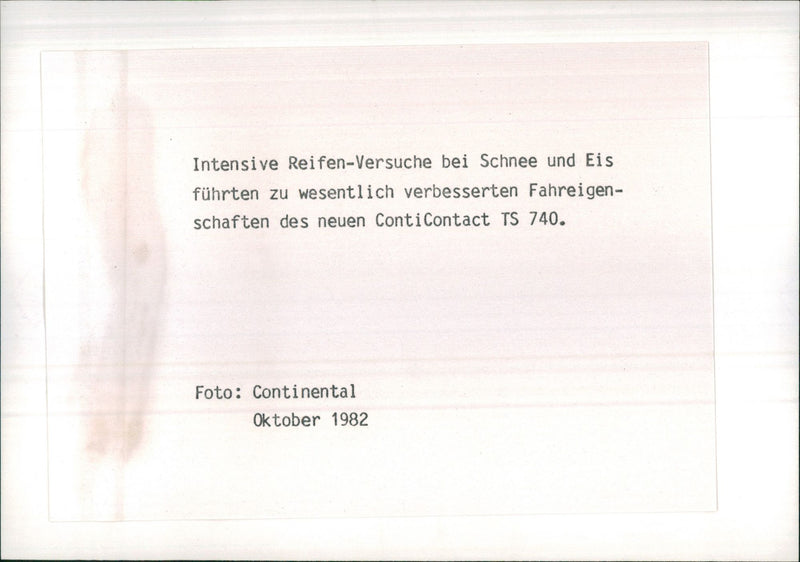 Intensive Reifen-Versuche bei Schnee und Eis
führten zu wesentlich verbesserten Fahreigen-
schaften des neuen ContiContact TS 740.
Foto: Continental
Oktober 1982